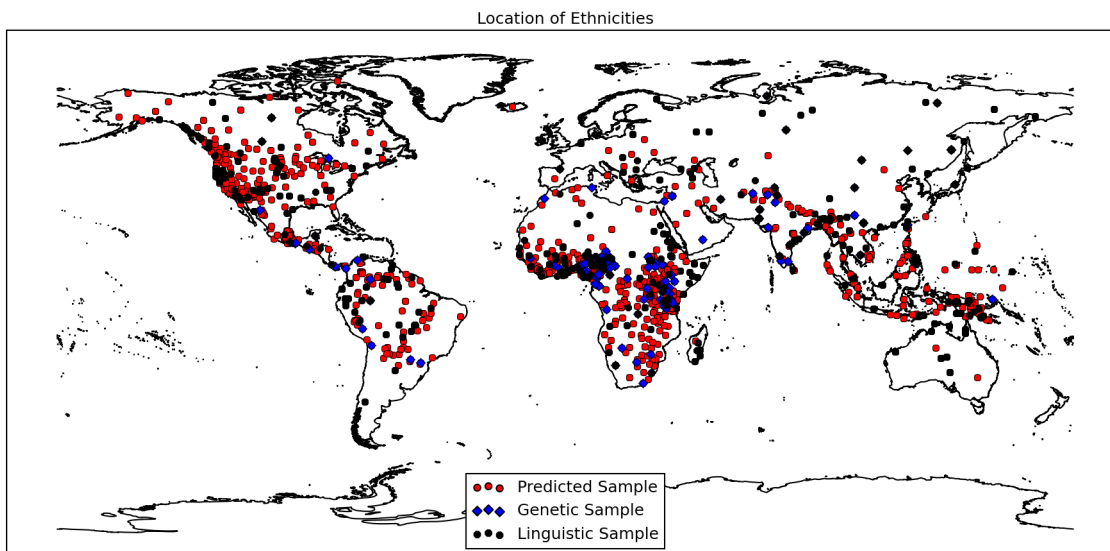 Location of Ethnicities
Predicted Sample
Genetic Sample
Linguistic Sample